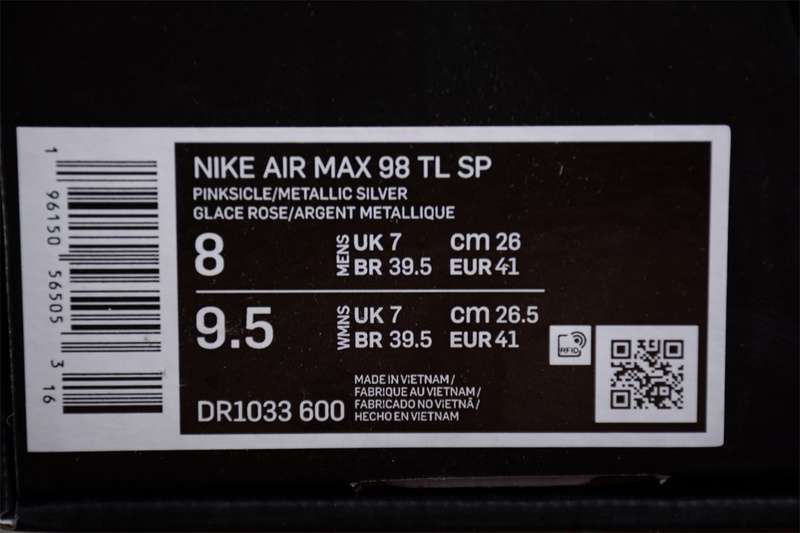 NIKE AIR MAX 98 TL SP
PINKSICLE/METALLIC SILVER
GLACE ROSE/ARGENT METALLIQUE
8 MENS UK 7 cm 26
BR 39.5 EUR 41
9.5 WMNS UK 7 cm 26.5
BR 39.5 EUR 41
RFID
DR1033 600
MADE IN VIETNAM /
FABRIQUE AU VIETNAM /
FABRICADO NO VIETNÃ /
HECHO EN VIETNAM
1 96150 56505 3 16